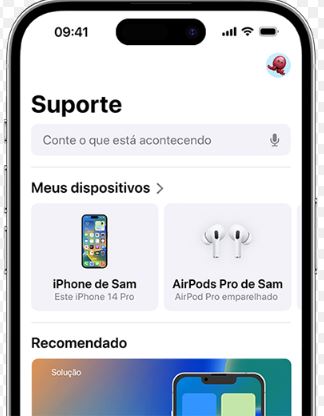 09:41
Suporte
Conte o que está acontecendo
Meus dispositivos
iPhone de Sam
Este iPhone 14 Pro
AirPods Pro de Sam
AirPod Pro emparelhado
Recomendado
Solução